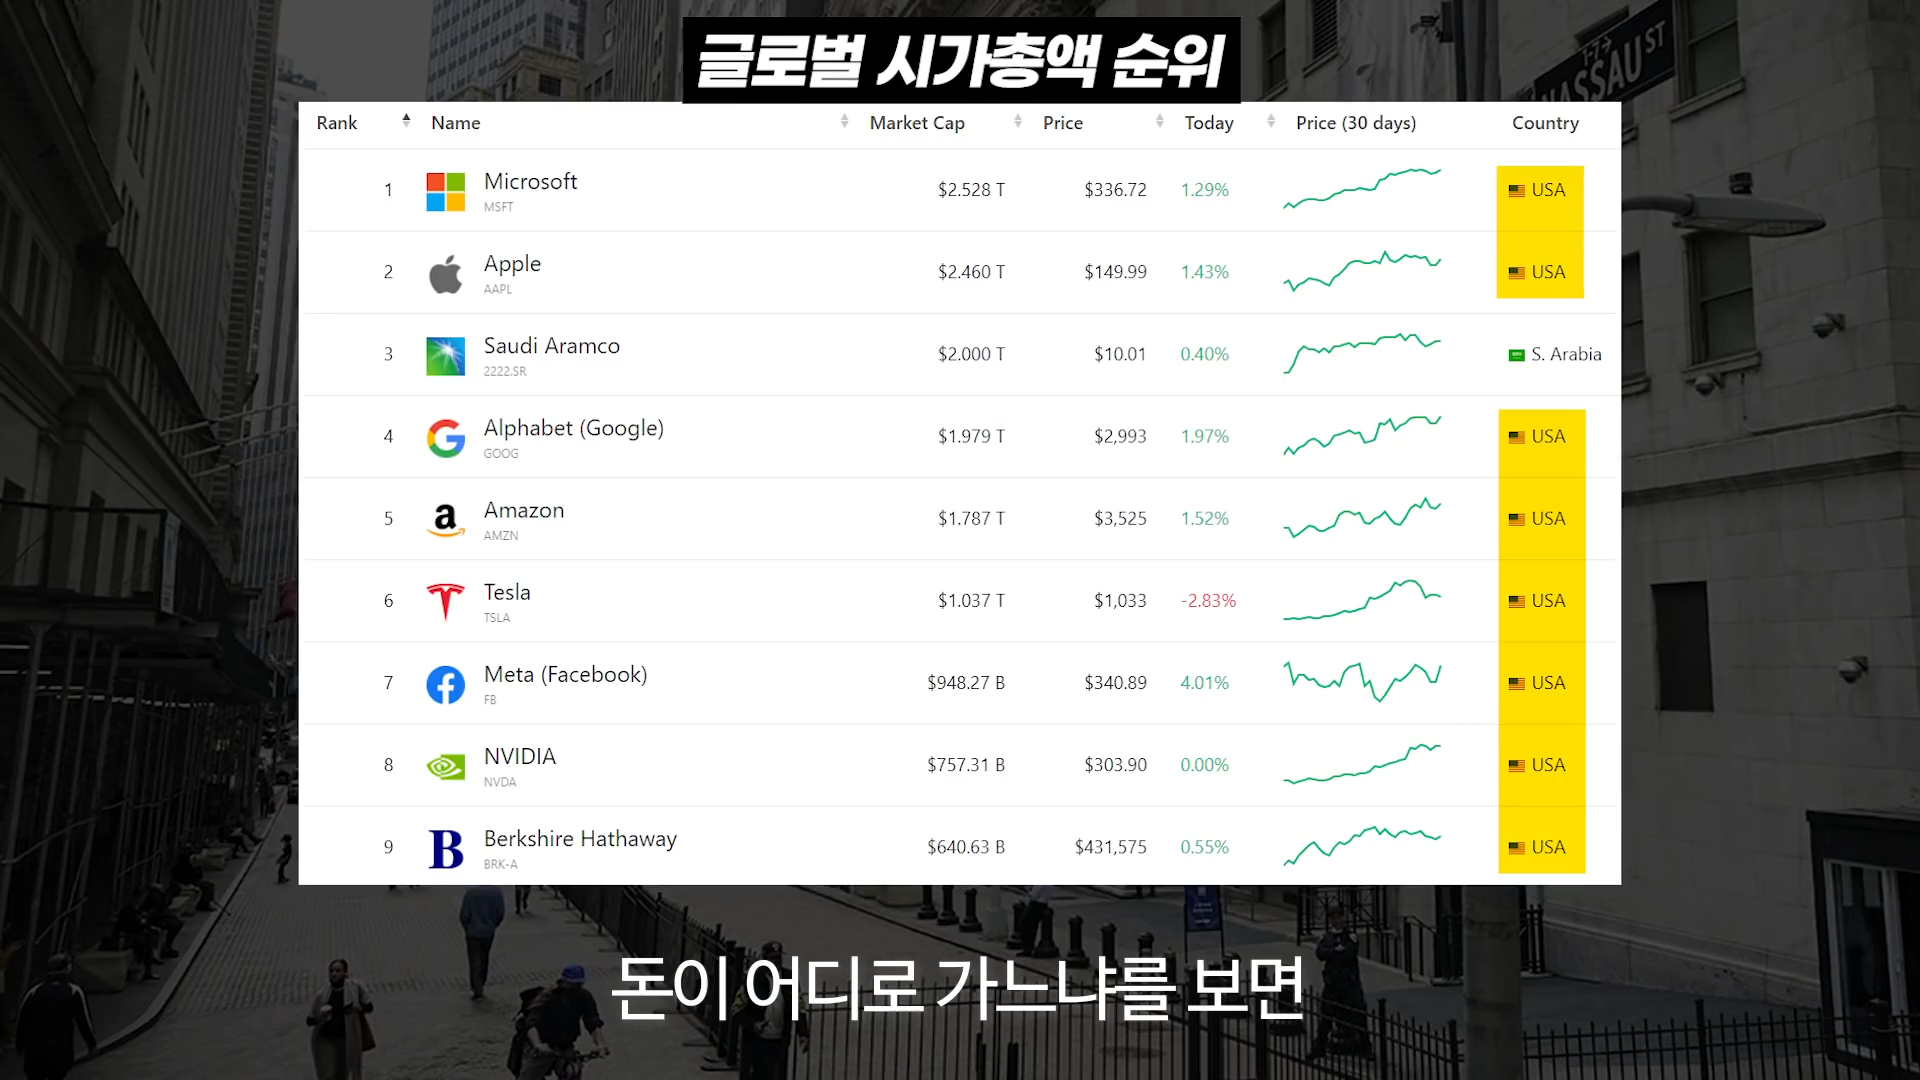 글로벌 시가총액 순위
NASSAU ST
Rank Name Market Cap Price Today Price (30 days) Country
1 Microsoft $2.528 T $336.72 1.29% USA
MSFT
2 Apple $2.460 T $149.99 1.43% USA
AAPL
3 Saudi Aramco $2.000 T $10.01 0.40% S. Arabia
2222.SR
4 Alphabet (Google) $1.979 T $2,993 1.97% USA
GOOG
5 Amazon $1.787 T $3,525 1.52% USA
AMZN
6 Tesla $1.037 T $1,033 -2.83% USA
TSLA
7 Meta (Facebook) $948.27 B $340.89 4.01% USA
FB
8 NVIDIA $757.31 B $303.90 0.00% USA
NVDA
9 Berkshire Hathaway $640.63 B $431,575 0.55% USA
BRK-A
돈이 어디로 가느냐를 보면